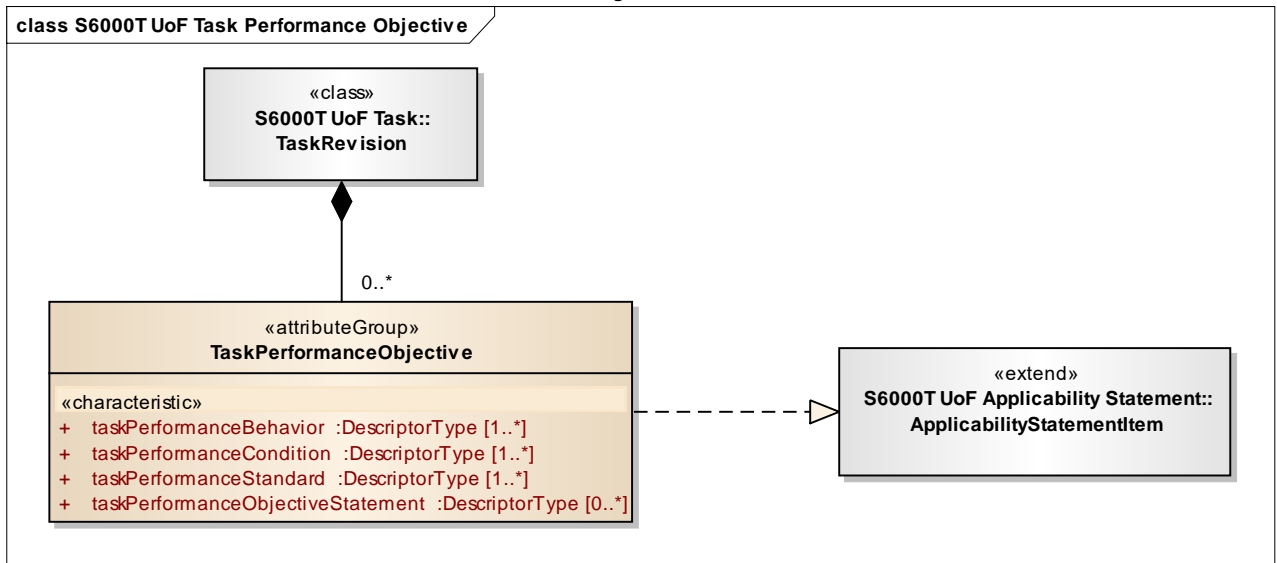 class S6000T UoF Task Performance Objective
«class»
S6000T UoF Task::
TaskRevision
0..*
«attributeGroup»
TaskPerformanceObjective
«characteristic»
+ taskPerformanceBehavior :DescriptorType [1..*]
+ taskPerformanceCondition :DescriptorType [1..*]
+ taskPerformanceStandard :DescriptorType [1..*]
+ taskPerformanceObjectiveStatement :DescriptorType [0..*]
«extend»
S6000T UoF Applicability Statement::
ApplicabilityStatementItem